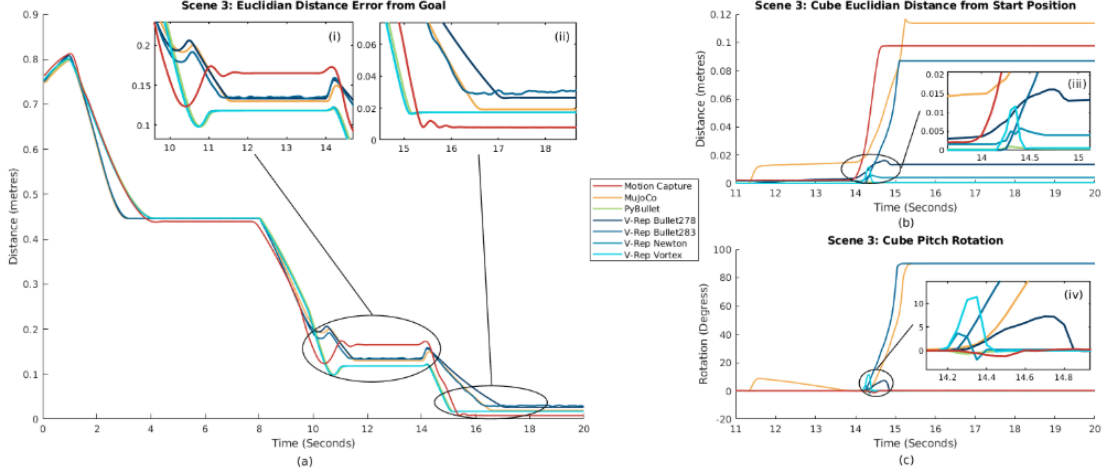 Scene 3: Euclidean Distance Error from Goal
Distance (metres)
0.9
0.8
0.7
0.6
0.5
0.4
0.3
0.2
0.1
0
0 2 4 6 8 10 12 14 16 18 20
Time (Seconds)
(a)
(i)
0.2
0.15
0.1
10 11 12 13 14
(ii)
0.06
0.04
0.02
0
15 16 17 18
Motion Capture
MuJoCo
PyBullet
V-Rep Bullet278
V-Rep Bullet283
V-Rep Newton
V-Rep Vortex
Scene 3: Cube Euclidian Distance from Start Position
Distance (metres)
0.12
0.1
0.08
0.06
0.04
0.02
0
11 12 13 14 15 16 17 18 19 20
Time (Seconds)
(b)
(iii)
0.02
0.015
0.01
0.005
0
14 14.5 15
Scene 3: Cube Pitch Rotation
Rotation (Degress)
100
80
60
40
20
0
-20
11 12 13 14 15 16 17 18 19 20
Time (Seconds)
(c)
(iv)
10
5
0
14.2 14.4 14.6 14.8